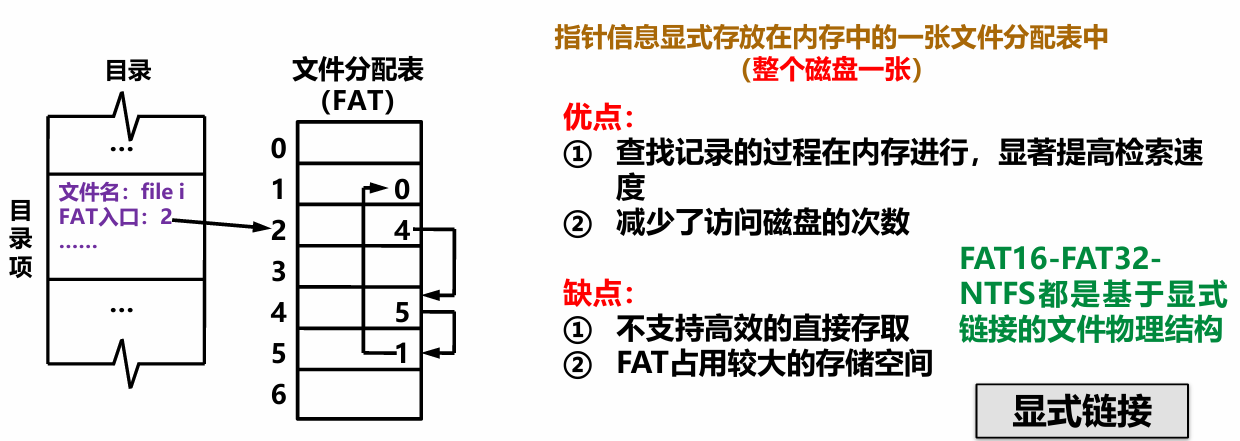 目录
...
文件名：file i
FAT入口：2
......
...
目录项
文件分配表
（FAT）
0
1 0
2 4
3
4 5
5 1
6
指针信息显式存放在内存中的一张文件分配表中
（整个磁盘一张）
优点：
① 查找记录的过程在内存进行，显著提高检索速
度
② 减少了访问磁盘的次数
缺点：
① 不支持高效的直接存取
② FAT占用较大的存储空间
FAT16-FAT32-
NTFS都是基于显式
链接的文件物理结构
显式链接